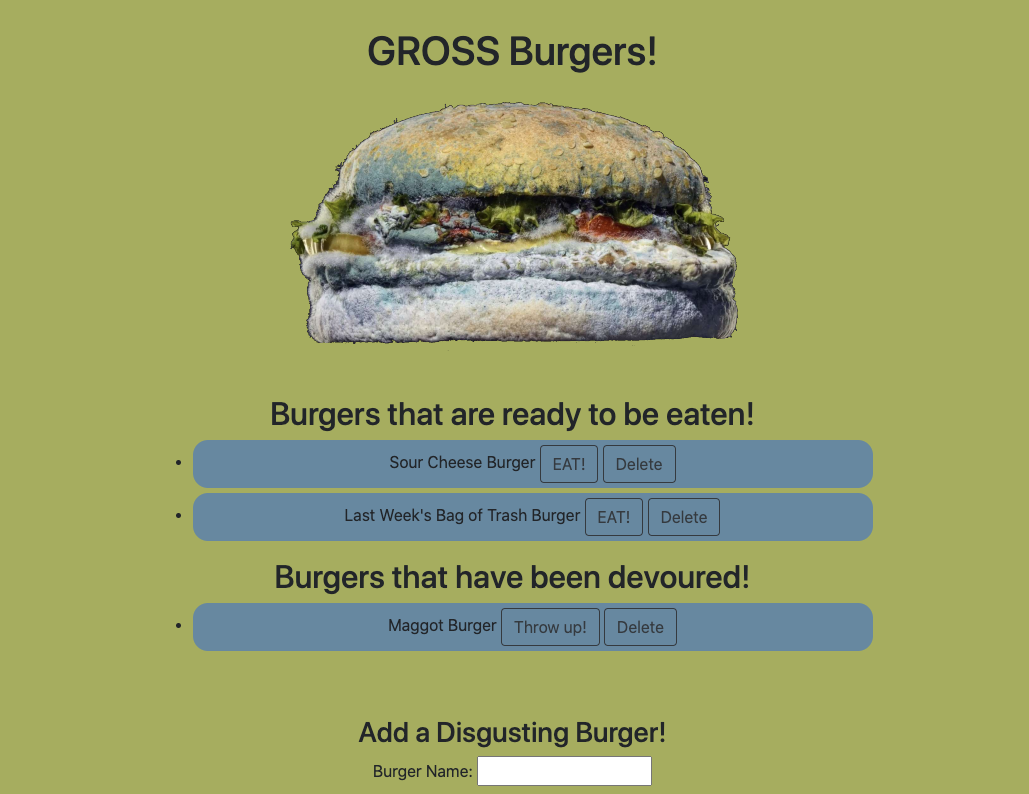 GROSS Burgers!
Burgers that are ready to be eaten!
Sour Cheese Burger EAT! Delete
Last Week's Bag of Trash Burger EAT! Delete
Burgers that have been devoured!
Maggot Burger Throw up! Delete
Add a Disgusting Burger!
Burger Name: